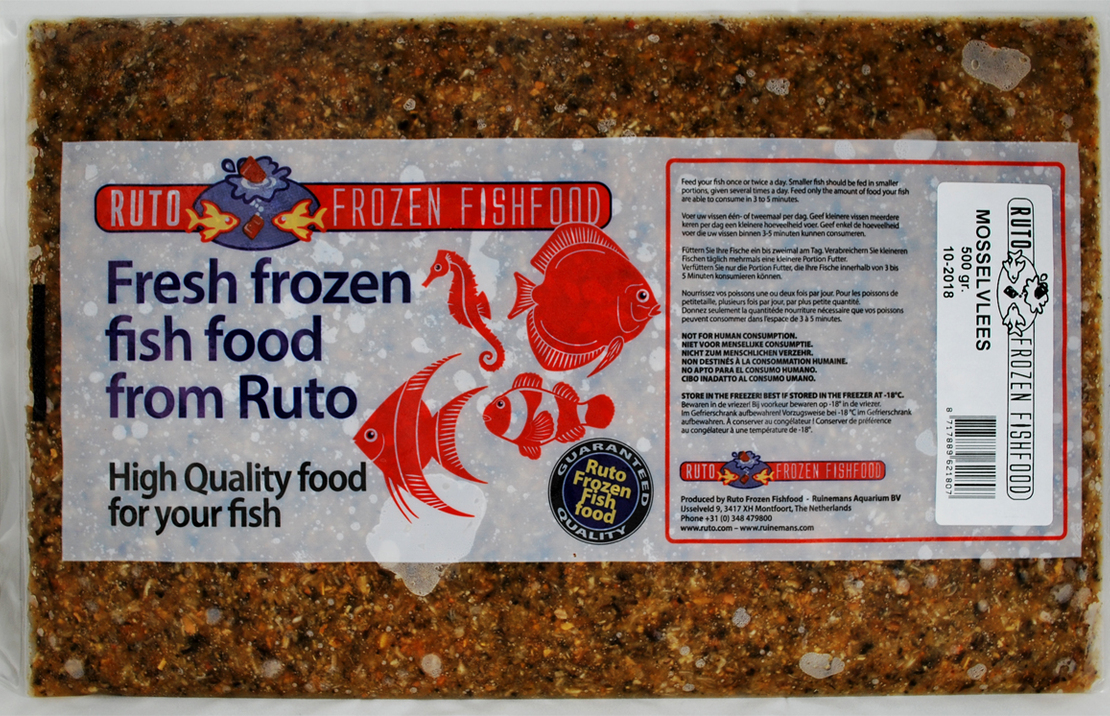 RUTO FROZEN FISHFOOD
Fresh frozen
fish food
from Ruto
High Quality food
for your fish
GUARANTEED
Ruto
Frozen
Fish
food
QUALITY
Feed your fish once or twice a day. Smaller fish should be fed in smaller
portions, given several times a day. Feed only the amount of food your fish
are able to consume in 3 to 5 minutes.
Voer uw vissen één- of tweemaal per dag. Geef kleinere vissen meerdere
keren per dag een kleinere hoeveelheid voer. Geef enkel de hoeveelheid
voer die uw vissen binnen 3-5 minuten kunnen consumeren.
Füttern Sie Ihre Fische ein bis zweimal am Tag. Verabreichern Sie kleineren
Fischen täglich mehrmals eine kleinere Portion Futter.
Verfüttern Sie nur die Portion Futter, die Ihre Fische innerhalb von 3 bis
5 Minuten konsumieren können.
Nourrissez vos poissons une ou deux fois par jour. Pour les poissons de
petitetaille, plusieurs fois par jour, par plus petite quantité.
Donnez seulement la quantitéde nourriture nécessaire que vos poissons
peuvent consommer dans l'espace de 3 à 5 minutes.
NOT FOR HUMAN CONSUMPTION.
NIET VOOR MENSELIJKE CONSUMPTIE.
NICHT ZUM MENSCHLICHEN VERZEHR.
NON DESTINÉS À LA CONSOMMATION HUMAINE.
NO APTO PARA EL CONSUMO HUMANO.
CIBO INADATTO AL CONSUMO UMANO.
STORE IN THE FREEZER! BEST IF STORED IN THE FREEZER AT -18°C.
Bewaren in de vriezer! Bij voorkeur bewaren op -18° in de vriezer.
Im Gefrierschrank aufbewahren! Vorzugsweise bei -18 °C im Gefrierschrank
aufbewahren. À conserver au congélateur ! Conserver de préférence
au congélateur à une température de -18°.
RUTO FROZEN FISHFOOD
Produced by Ruto Frozen Fishfood - Ruinemans Aquarium BV
IJsselveld 9, 3417 XH Montfoort, The Netherlands
Phone +31 (0) 348 479800
www.ruto.com – www.ruinemans.com
RUTO FROZEN FISHFOOD
MOSSELVLEES
500 gr.
10-2018
8 717889 621807